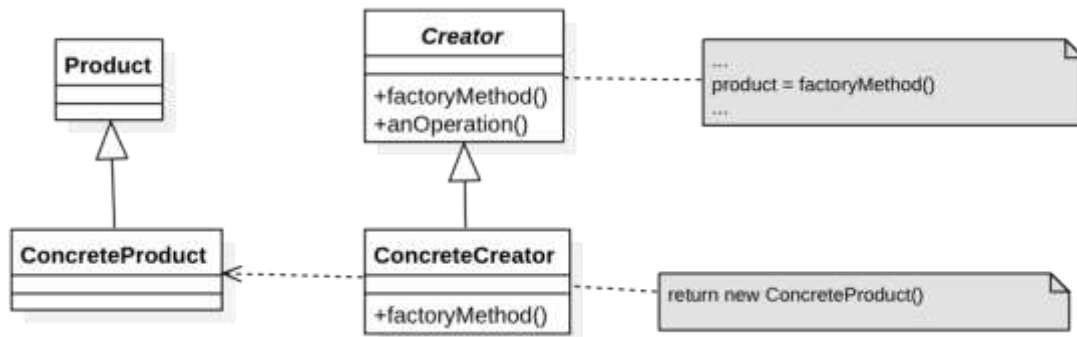 Product
Creator
+factoryMethod()
+anOperation()
...
product = factoryMethod()
...
ConcreteProduct
ConcreteCreator
+factoryMethod()
return new ConcreteProduct()